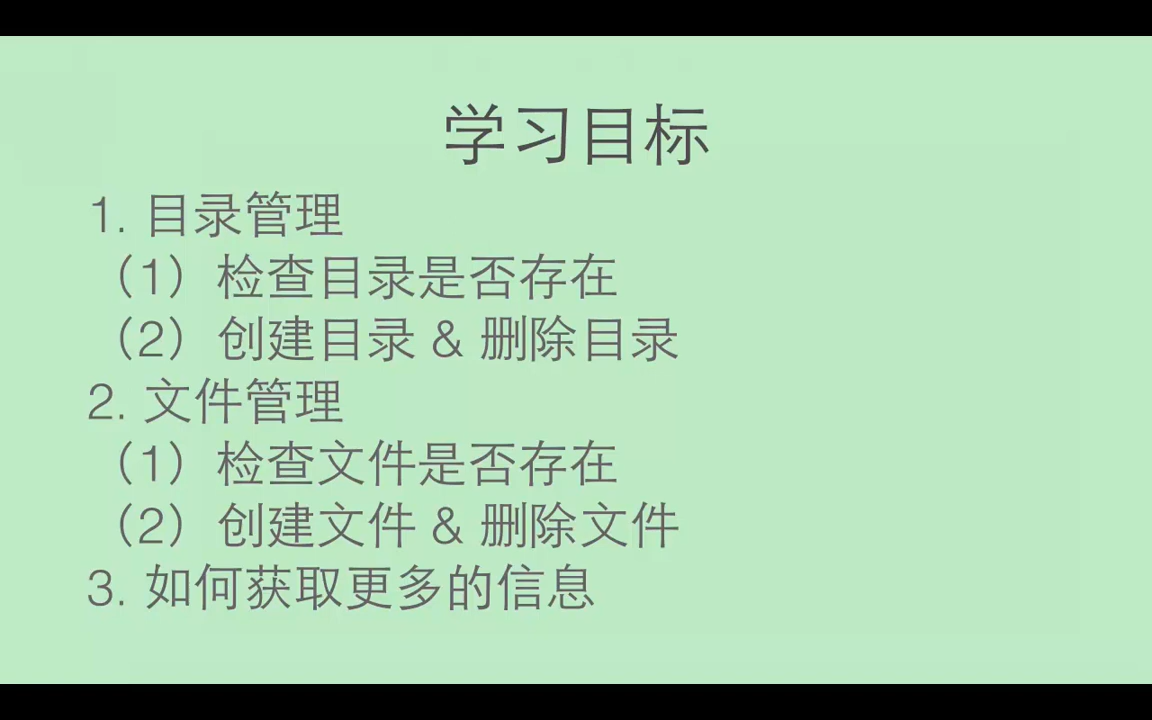 学习目标
1. 目录管理
（1）检查目录是否存在
（2）创建目录 & 删除目录
2. 文件管理
（1）检查文件是否存在
（2）创建文件 & 删除文件
3. 如何获取更多的信息